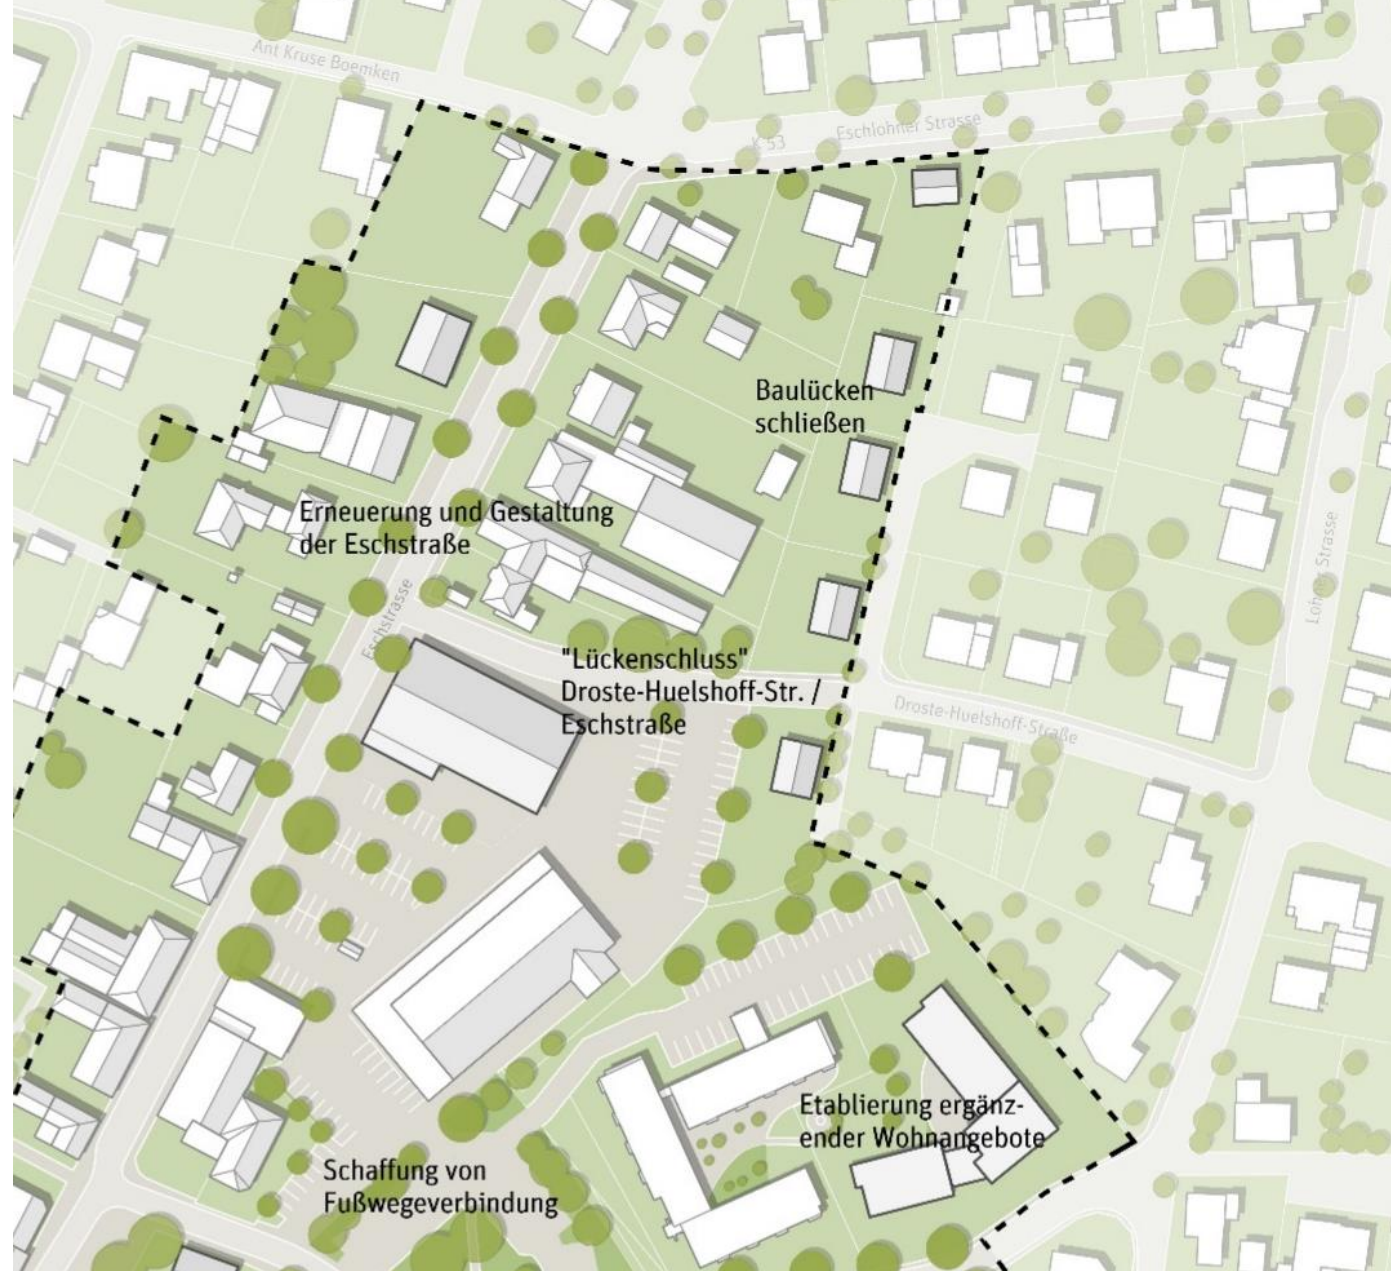 Ant Kruse Boemken
K 53
Eschlohner Strasse
Baulücken
schließen
Erneuerung und Gestaltung
der Eschstraße
Eschstrasse
Lohner Strasse
"Lückenschluss"
Droste-Huelshoff-Str. /
Eschstraße
Droste-Huelshoff-Straße
Etablierung ergänz-
ender Wohnangebote
Schaffung von
Fußwegeverbindung